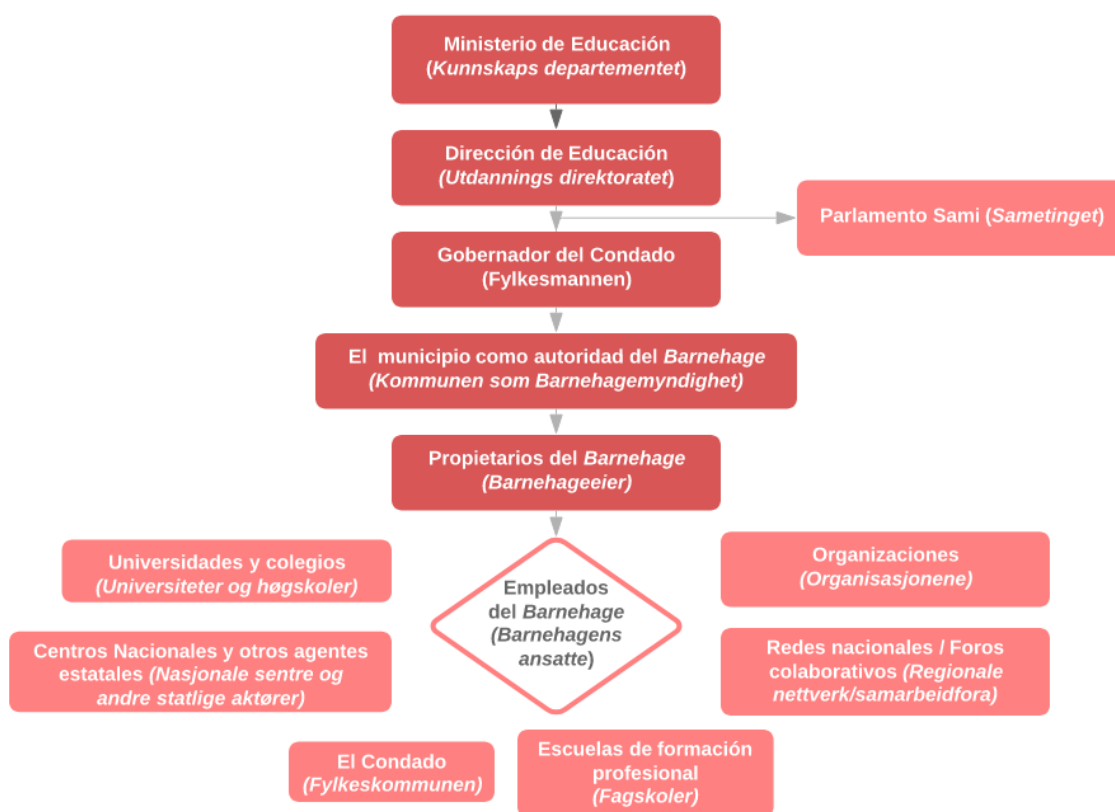 Ministerio de Educación
(Kunnskaps departementet)
Dirección de Educación
(Utdannings direktoratet)
Parlamento Sami (Sametinget)
Gobernador del Condado
(Fylkesmannen)
El municipio como autoridad del Barnehage
(Kommunen som Barnehagemyndighet)
Propietarios del Barnehage
(Barnehageeier)
Universidades y colegios
(Universiteter og høgskoler)
Organizaciones
(Organisasjonene)
Empleados
del Barnehage
(Barnehagens
ansatte)
Centros Nacionales y otros agentes
estatales (Nasjonale sentre og
andre statlige aktører)
Redes nacionales / Foros
colaborativos (Regionale
nettverk/samarbeidfora)
El Condado
(Fylkeskommunen)
Escuelas de formación
profesional
(Fagskoler)